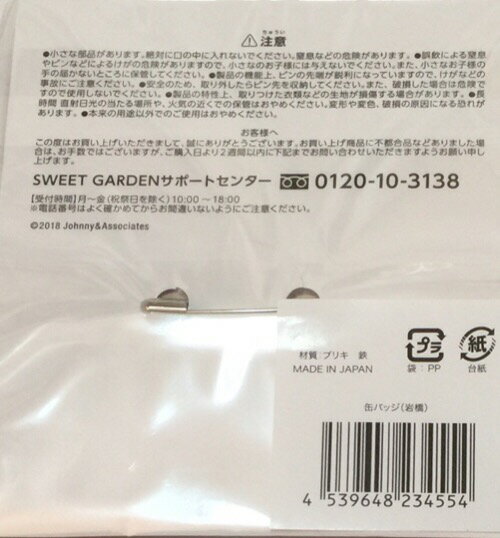 ちゅうい
⚠注意
●小さな部品があります。絶対に口の中に入れないでください。窒息などの危険があります。●誤飲による窒息
やピンなどによるけがの危険がありますので、小さなお子様には与えないでください。また、小さなお子様の手
の届かないところに保管してください。●製品の機能上、ピンの先端が鋭利になっていますので、けがなどの
事故にご注意ください。●安全のため、取り外したらピン先を収納してください。また、破損した場合は危険で
すので使用しないでください。●製品の特性上、取りつけた衣類などの生地が損傷する場合があります。●長
時間 直射日光の当たる場所や、火気の近くでの保管はおやめください。変形や変色、破損の原因になる恐れが
あります。●本来の用途以外でのご使用はおやめください。
お客様へ
この度はお買い上げいただきまして、誠にありがとうございます。お買い上げ商品に不都合品などありました場
合は、お手数ではございますが、ご購入日より2週間以内に下記までお問い合わせいただきますようお願い申し
上げます。
SWEET GARDENサポートセンター 0120-10-3138
【受付時間】月～金（祝祭日を除く）10:00～18:00
※電話番号はよく確かめてからお間違いないようにご注意ください。
©2018 Johnny&Associates
プラ
袋：PP
紙
台紙
材質 ブリキ 鉄
MADE IN JAPAN
缶バッジ（岩橋）
4 539648 234554